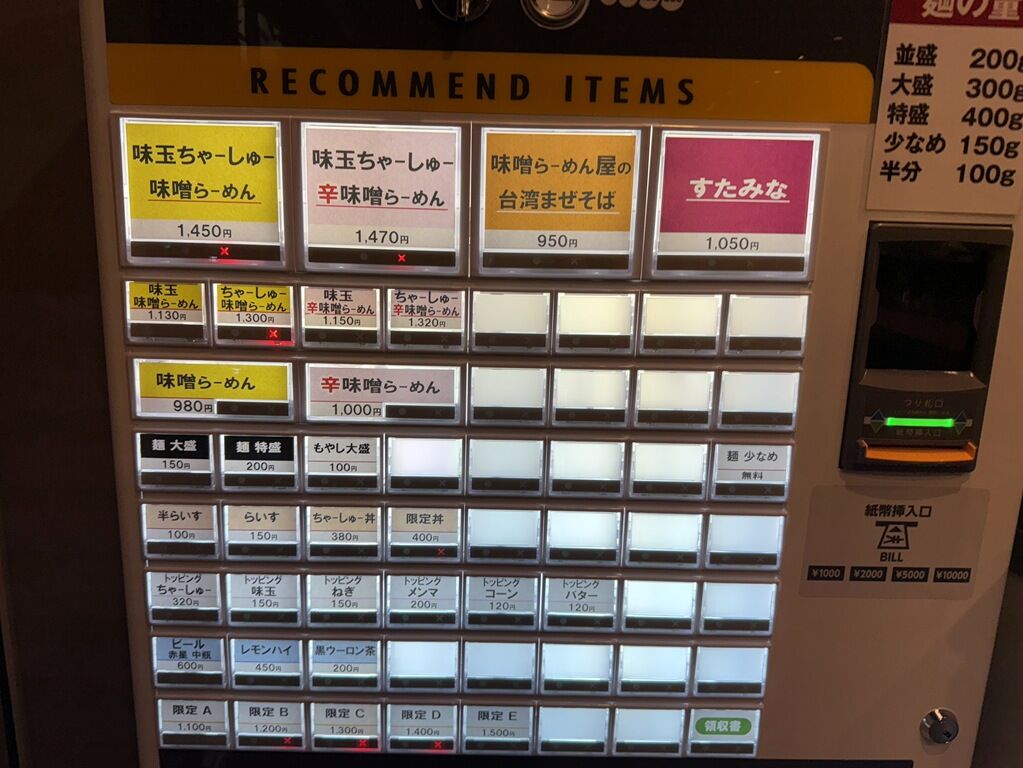 RECOMMEND ITEMS
味玉ちゃーしゅー
味噌らーめん
1,450円
味玉ちゃーしゅー
辛味噌らーめん
1,470円
味噌らーめん屋の
台湾まぜそば
950円
すたみな
1,050円
味玉
味噌らーめん
1,130円
ちゃーしゅー
味噌らーめん
1,300円
味玉
辛味噌らーめん
1,150円
ちゃーしゅー
辛味噌らーめん
1,320円
味噌らーめん
980円
辛味噌らーめん
1,000円
麺 大盛
150円
麺 特盛
200円
もやし大盛
100円
麺 少なめ
無料
半らいす
100円
らいす
150円
ちゃーしゅー丼
380円
限定丼
400円
トッピング
ちゃーしゅー
320円
トッピング
味玉
150円
トッピング
ねぎ
150円
トッピング
メンマ
200円
トッピング
コーン
120円
トッピング
バター
120円
ビール
赤星 中瓶
600円
レモンハイ
450円
黒ウーロン茶
200円
限定 A
1,100円
限定 B
1,200円
限定 C
1,300円
限定 D
1,400円
限定 E
1,500円
領収書
麺の量
並盛 200g
大盛 300g
特盛 400g
少なめ 150g
半分 100g
つり札口
紙幣挿入口
紙幣挿入口
BILL
¥1000 ¥2000 ¥5000 ¥10000